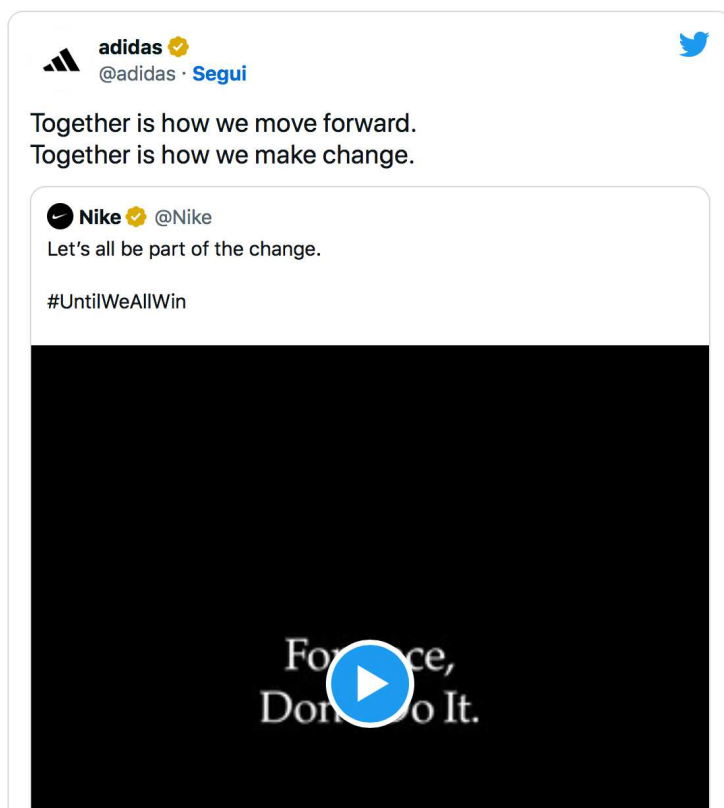 adidas
@adidas · Segui
Together is how we move forward.
Together is how we make change.
Nike @Nike
Let's all be part of the change.
#UntilWeAllWin
It.